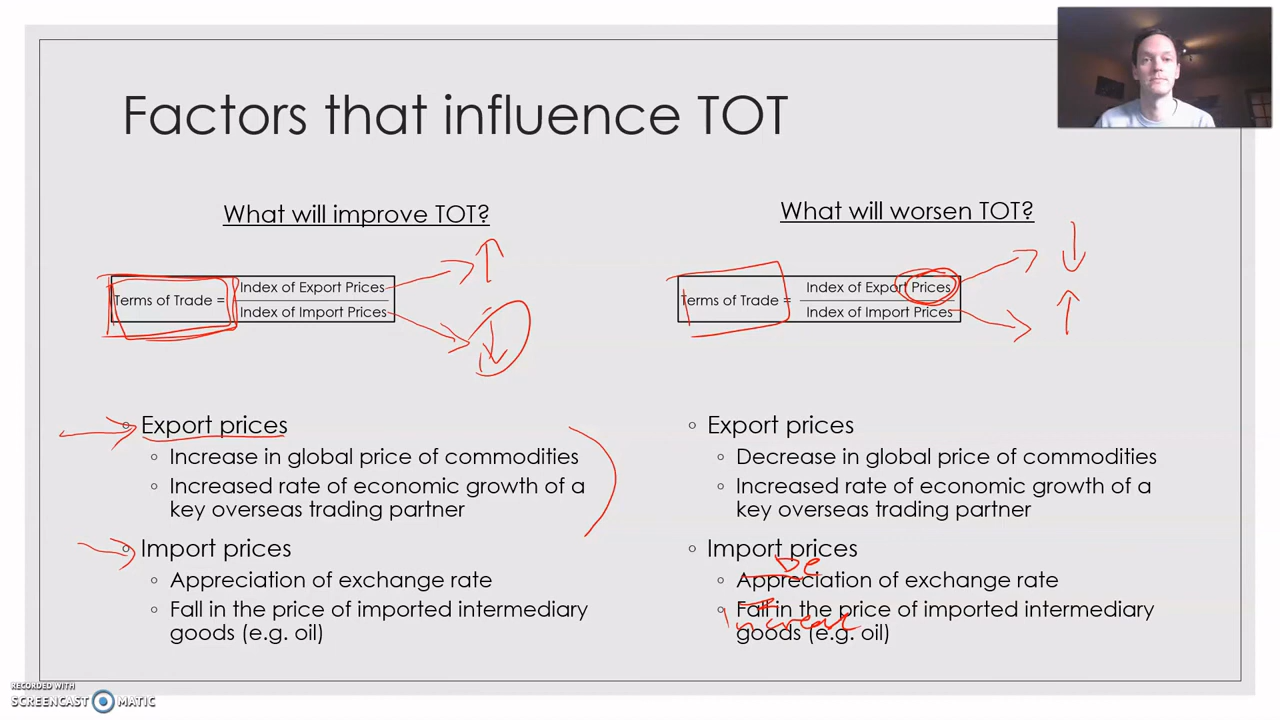 Factors that influence TOT
What will improve TOT?
Terms of Trade =
Index of Export Prices
Index of Import Prices
Export prices
Increase in global price of commodities
Increased rate of economic growth of a
key overseas trading partner
Import prices
Appreciation of exchange rate
Fall in the price of imported intermediary
goods (e.g. oil)
What will worsen TOT?
Terms of Trade =
Index of Export Prices
Index of Import Prices
Export prices
Decrease in global price of commodities
Increased rate of economic growth of a
key overseas trading partner
Import prices
De
Appreciation of exchange rate
Fall in the price of imported intermediary
Increase
goods (e.g. oil)
RECORDED WITH
SCREENCAST MATIC